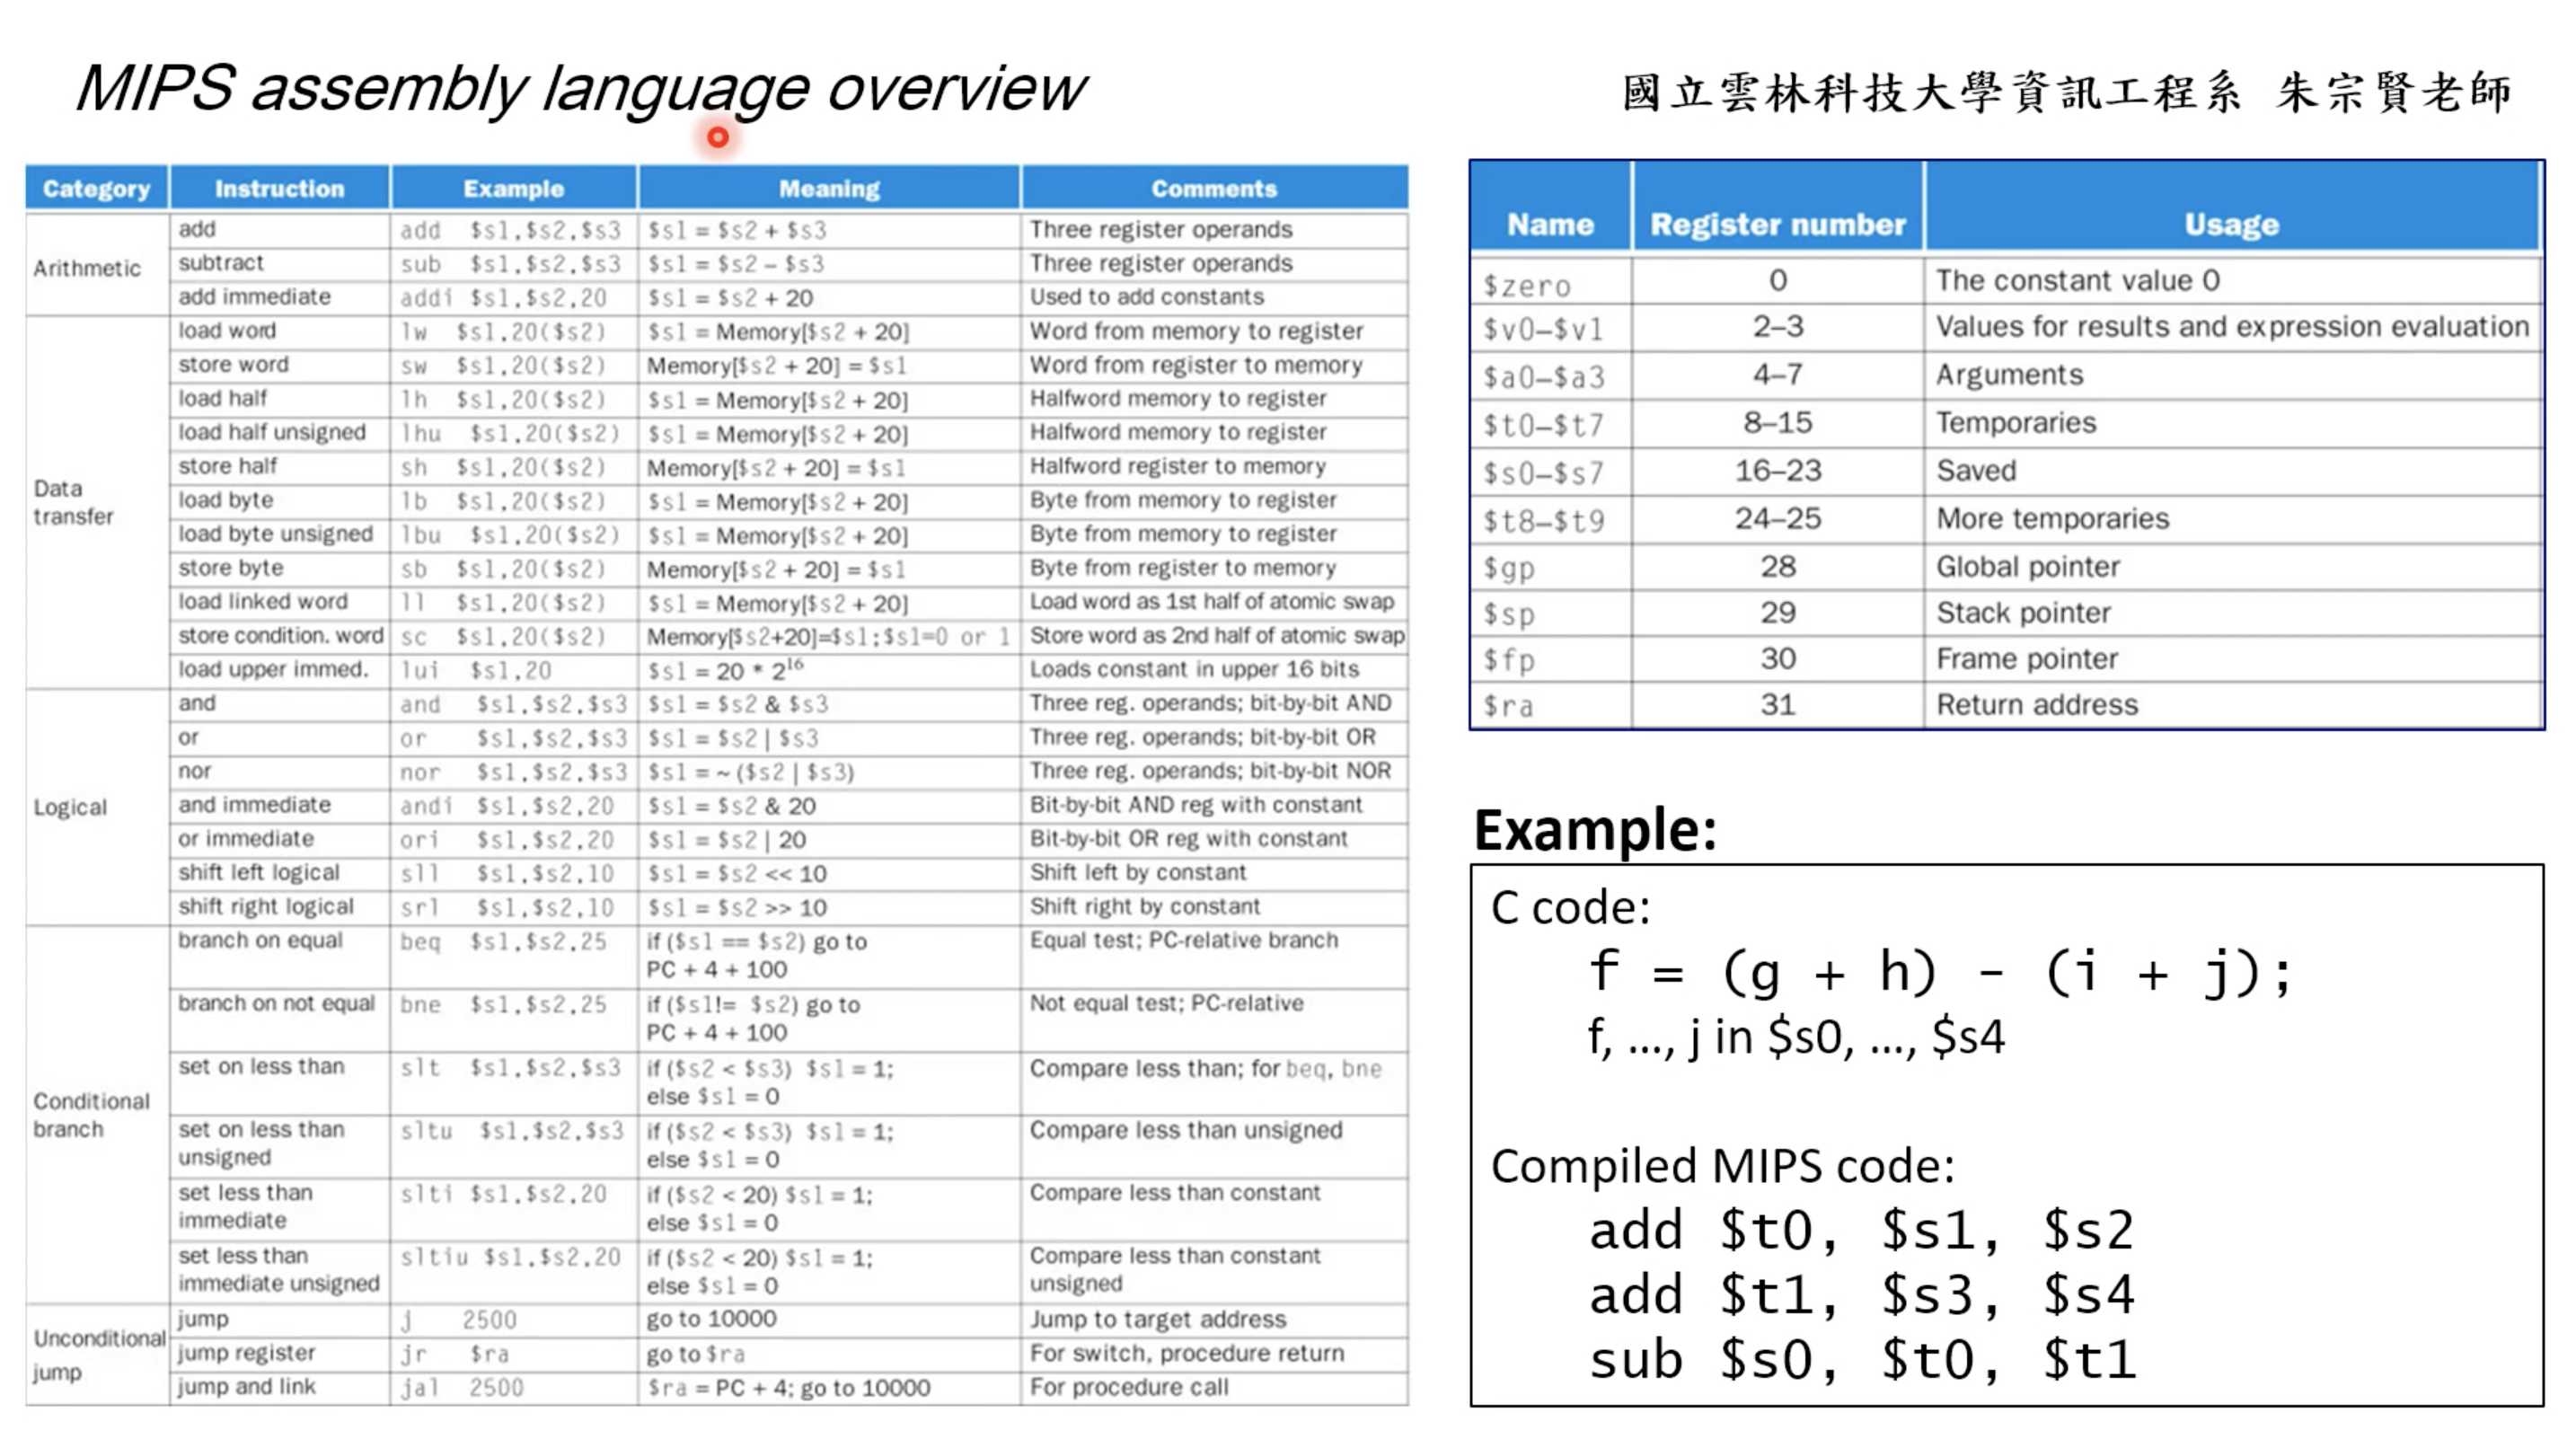 MIPS assembly language overview
國立雲林科技大學資訊工程系 朱宗賢老師
Category Instruction Example Meaning Comments
Arithmetic
add add $s1,$s2,$s3 $s1 = $s2 + $s3 Three register operands
subtract sub $s1,$s2,$s3 $s1 = $s2 – $s3 Three register operands
add immediate addi $s1,$s2,20 $s1 = $s2 + 20 Used to add constants
Data
transfer
load word lw $s1,20($s2) $s1 = Memory[$s2 + 20] Word from memory to register
store word sw $s1,20($s2) Memory[$s2 + 20] = $s1 Word from register to memory
load half lh $s1,20($s2) $s1 = Memory[$s2 + 20] Halfword memory to register
load half unsigned lhu $s1,20($s2) $s1 = Memory[$s2 + 20] Halfword memory to register
store half sh $s1,20($s2) Memory[$s2 + 20] = $s1 Halfword register to memory
load byte lb $s1,20($s2) $s1 = Memory[$s2 + 20] Byte from memory to register
load byte unsigned lbu $s1,20($s2) $s1 = Memory[$s2 + 20] Byte from memory to register
store byte sb $s1,20($s2) Memory[$s2 + 20] = $s1 Byte from register to memory
load linked word ll $s1,20($s2) $s1 = Memory[$s2 + 20] Load word as 1st half of atomic swap
store condition. word sc $s1,20($s2) Memory[$s2+20]=$s1;$s1=0 or 1 Store word as 2nd half of atomic swap
load upper immed. lui $s1,20 $s1 = 20 * 2¹⁶ Loads constant in upper 16 bits
Logical
and and $s1,$s2,$s3 $s1 = $s2 & $s3 Three reg. operands; bit-by-bit AND
or or $s1,$s2,$s3 $s1 = $s2 | $s3 Three reg. operands; bit-by-bit OR
nor nor $s1,$s2,$s3 $s1 = ~ ($s2 | $s3) Three reg. operands; bit-by-bit NOR
and immediate andi $s1,$s2,20 $s1 = $s2 & 20 Bit-by-bit AND reg with constant
or immediate ori $s1,$s2,20 $s1 = $s2 | 20 Bit-by-bit OR reg with constant
shift left logical sll $s1,$s2,10 $s1 = $s2 << 10 Shift left by constant
shift right logical srl $s1,$s2,10 $s1 = $s2 >> 10 Shift right by constant
Conditional
branch
branch on equal beq $s1,$s2,25 if ($s1 == $s2) go to Equal test; PC-relative branch
PC + 4 + 100
branch on not equal bne $s1,$s2,25 if ($s1!= $s2) go to Not equal test; PC-relative
PC + 4 + 100
set on less than slt $s1,$s2,$s3 if ($s2 < $s3) $s1 = 1; Compare less than; for beq, bne
else $s1 = 0
set on less than sltu $s1,$s2,$s3 if ($s2 < $s3) $s1 = 1; Compare less than unsigned
unsigned else $s1 = 0
set less than slti $s1,$s2,20 if ($s2 < 20) $s1 = 1; Compare less than constant
immediate else $s1 = 0
set less than sltiu $s1,$s2,20 if ($s2 < 20) $s1 = 1; Compare less than constant
immediate unsigned else $s1 = 0 unsigned
Unconditional
jump
jump j 2500 go to 10000 Jump to target address
jump register jr $ra go to $ra For switch, procedure return
jump and link jal 2500 $ra = PC + 4; go to 10000 For procedure call
Name Register number Usage
$zero 0 The constant value 0
$v0–$v1 2–3 Values for results and expression evaluation
$a0–$a3 4–7 Arguments
$t0–$t7 8–15 Temporaries
$s0–$s7 16–23 Saved
$t8–$t9 24–25 More temporaries
$gp 28 Global pointer
$sp 29 Stack pointer
$fp 30 Frame pointer
$ra 31 Return address
Example:
C code:
f = (g + h) - (i + j);
f, …, j in $s0, …, $s4
Compiled MIPS code:
add $t0, $s1, $s2
add $t1, $s3, $s4
sub $s0, $t0, $t1